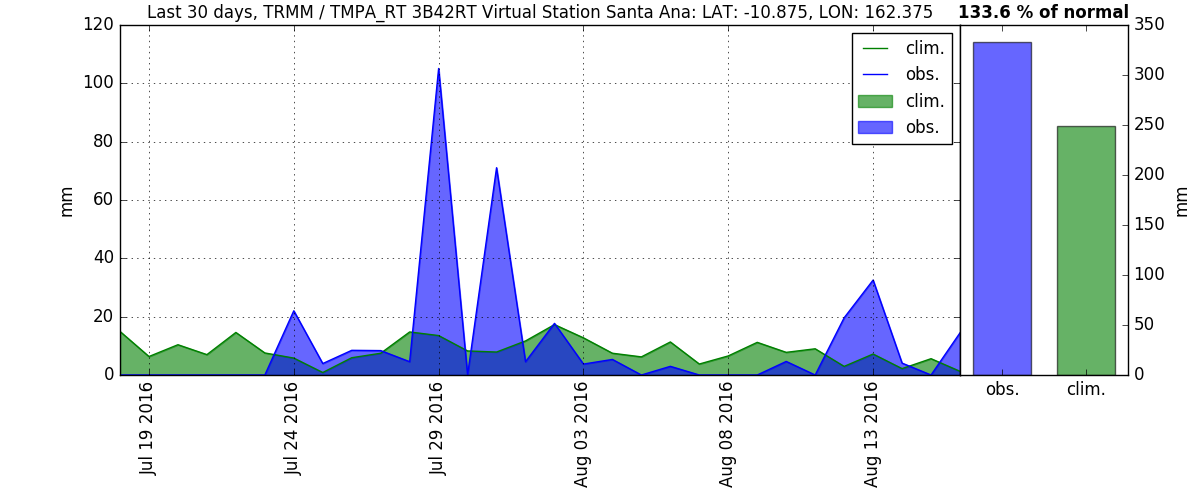 Last 30 days, TRMM / TMPA_RT 3B42RT Virtual Station Santa Ana: LAT: -10.875, LON: 162.375
133.6 % of normal
120
100
80
60
40
20
0
mm
clim.
obs.
clim.
obs.
Jul 19 2016
Jul 24 2016
Jul 29 2016
Aug 03 2016
Aug 08 2016
Aug 13 2016
350
300
250
200
150
100
50
0
mm
obs.
clim.